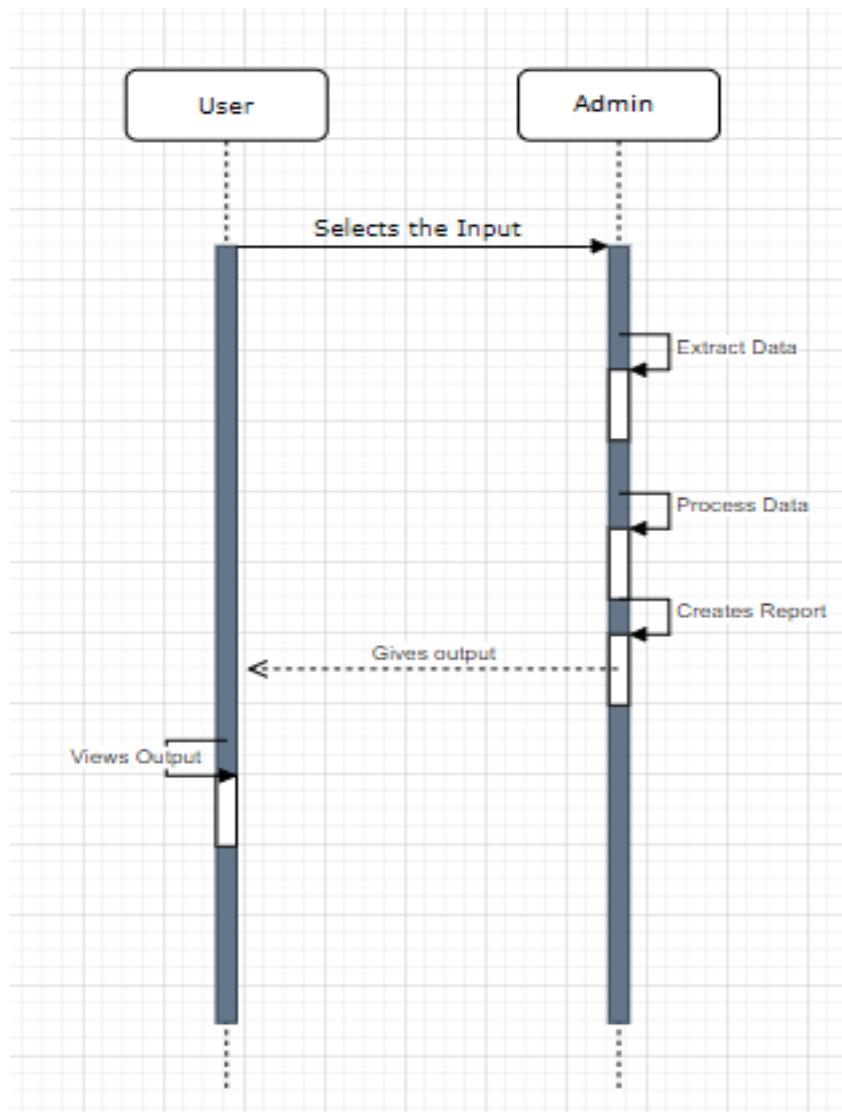 User
Admin
Selects the Input
Extract Data
Process Data
Creates Report
Gives output
Views Output